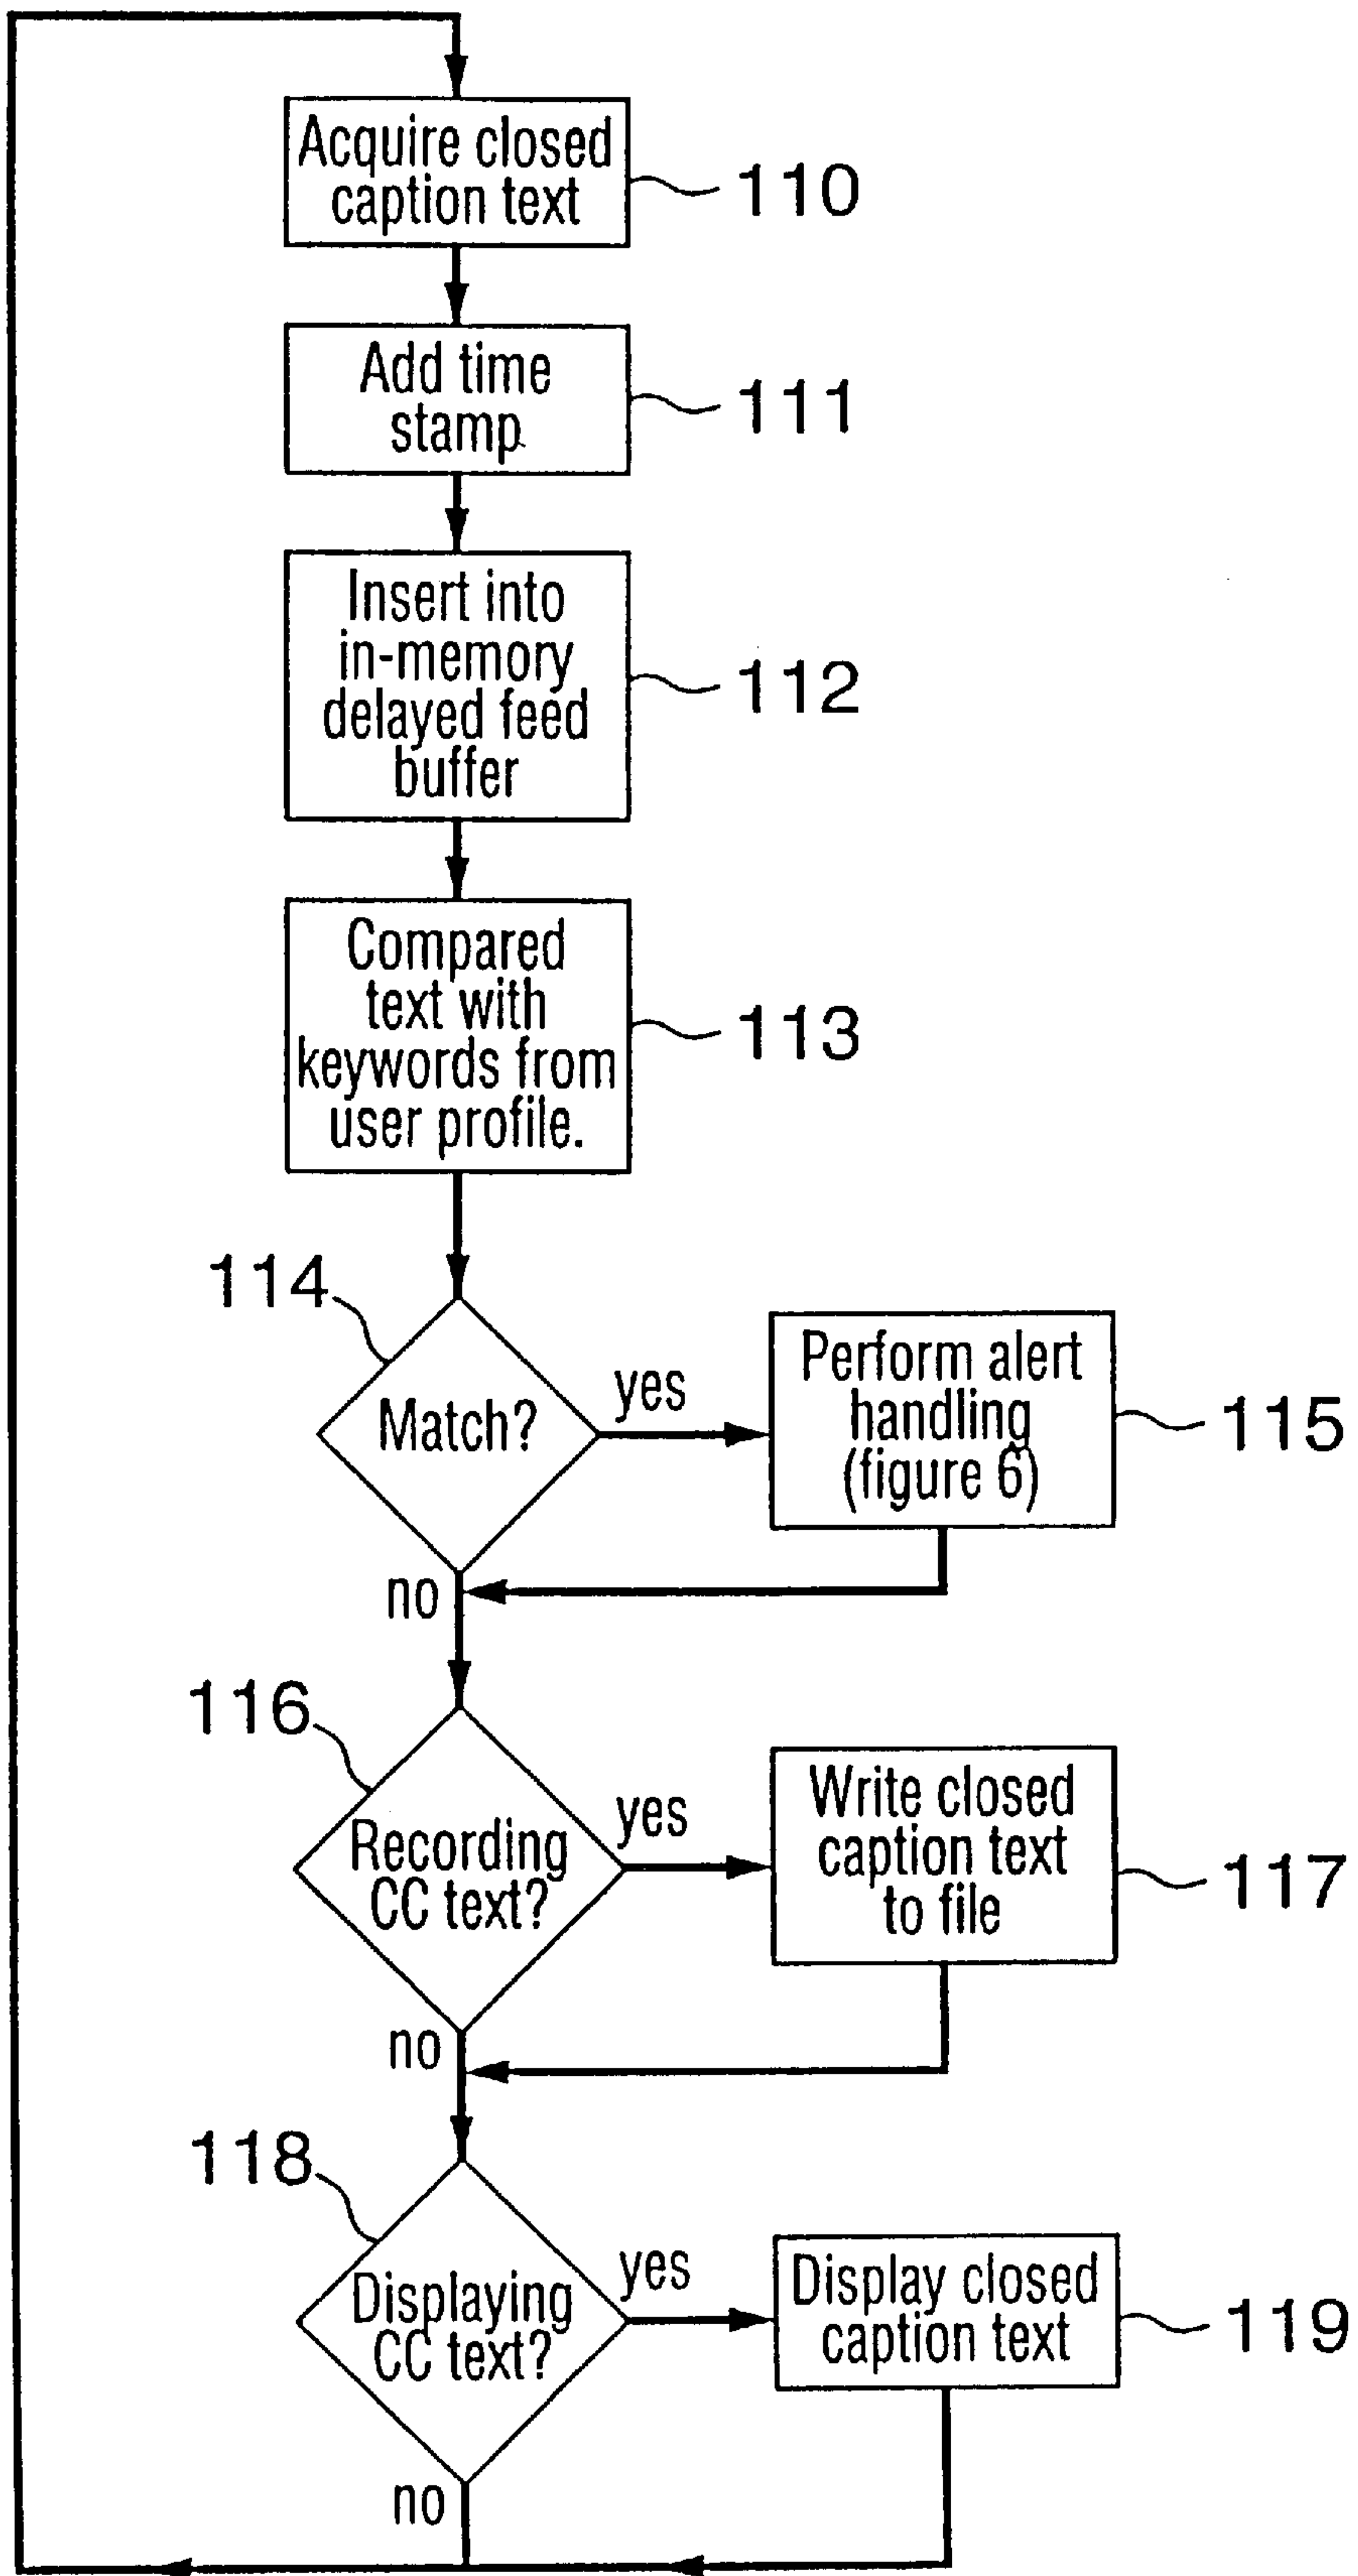 Acquire closed
caption text
110
Add time
stamp
111
Insert into
in-memory
delayed feed
buffer
112
Compared
text with
keywords from
user profile.
113
114
Match?
yes
no
Perform alert
handling
(figure 6)
115
116
Recording
CC text?
yes
no
Write closed
caption text
to file
117
118
Displaying
CC text?
yes
no
Display closed
caption text
119